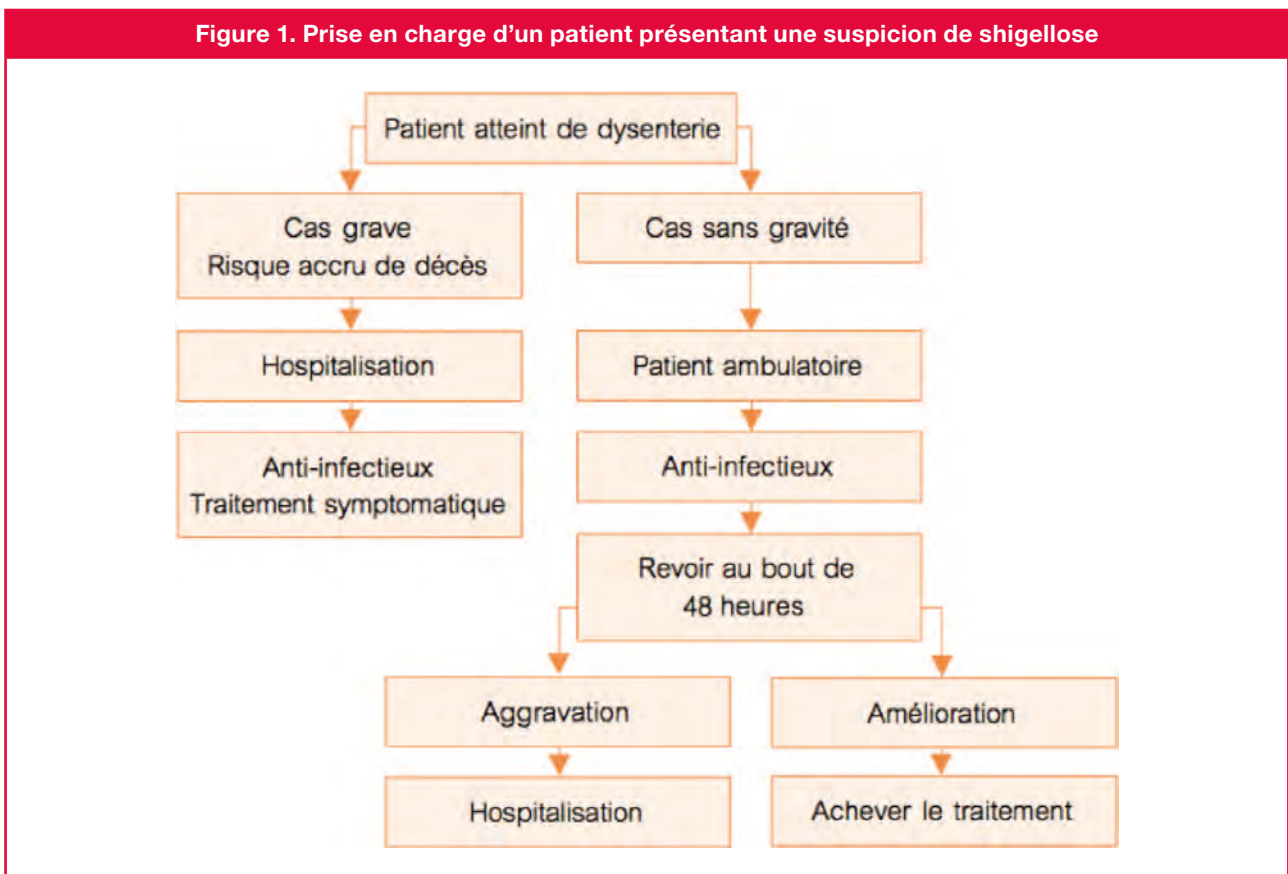 Figure 1. Prise en charge d’un patient présentant une suspicion de shigellose
Patient atteint de dysenterie
Cas grave
Risque accru de décès
Cas sans gravité
Hospitalisation
Patient ambulatoire
Anti-infectieux
Traitement symptomatique
Anti-infectieux
Revoir au bout de
48 heures
Aggravation
Amélioration
Hospitalisation
Achever le traitement